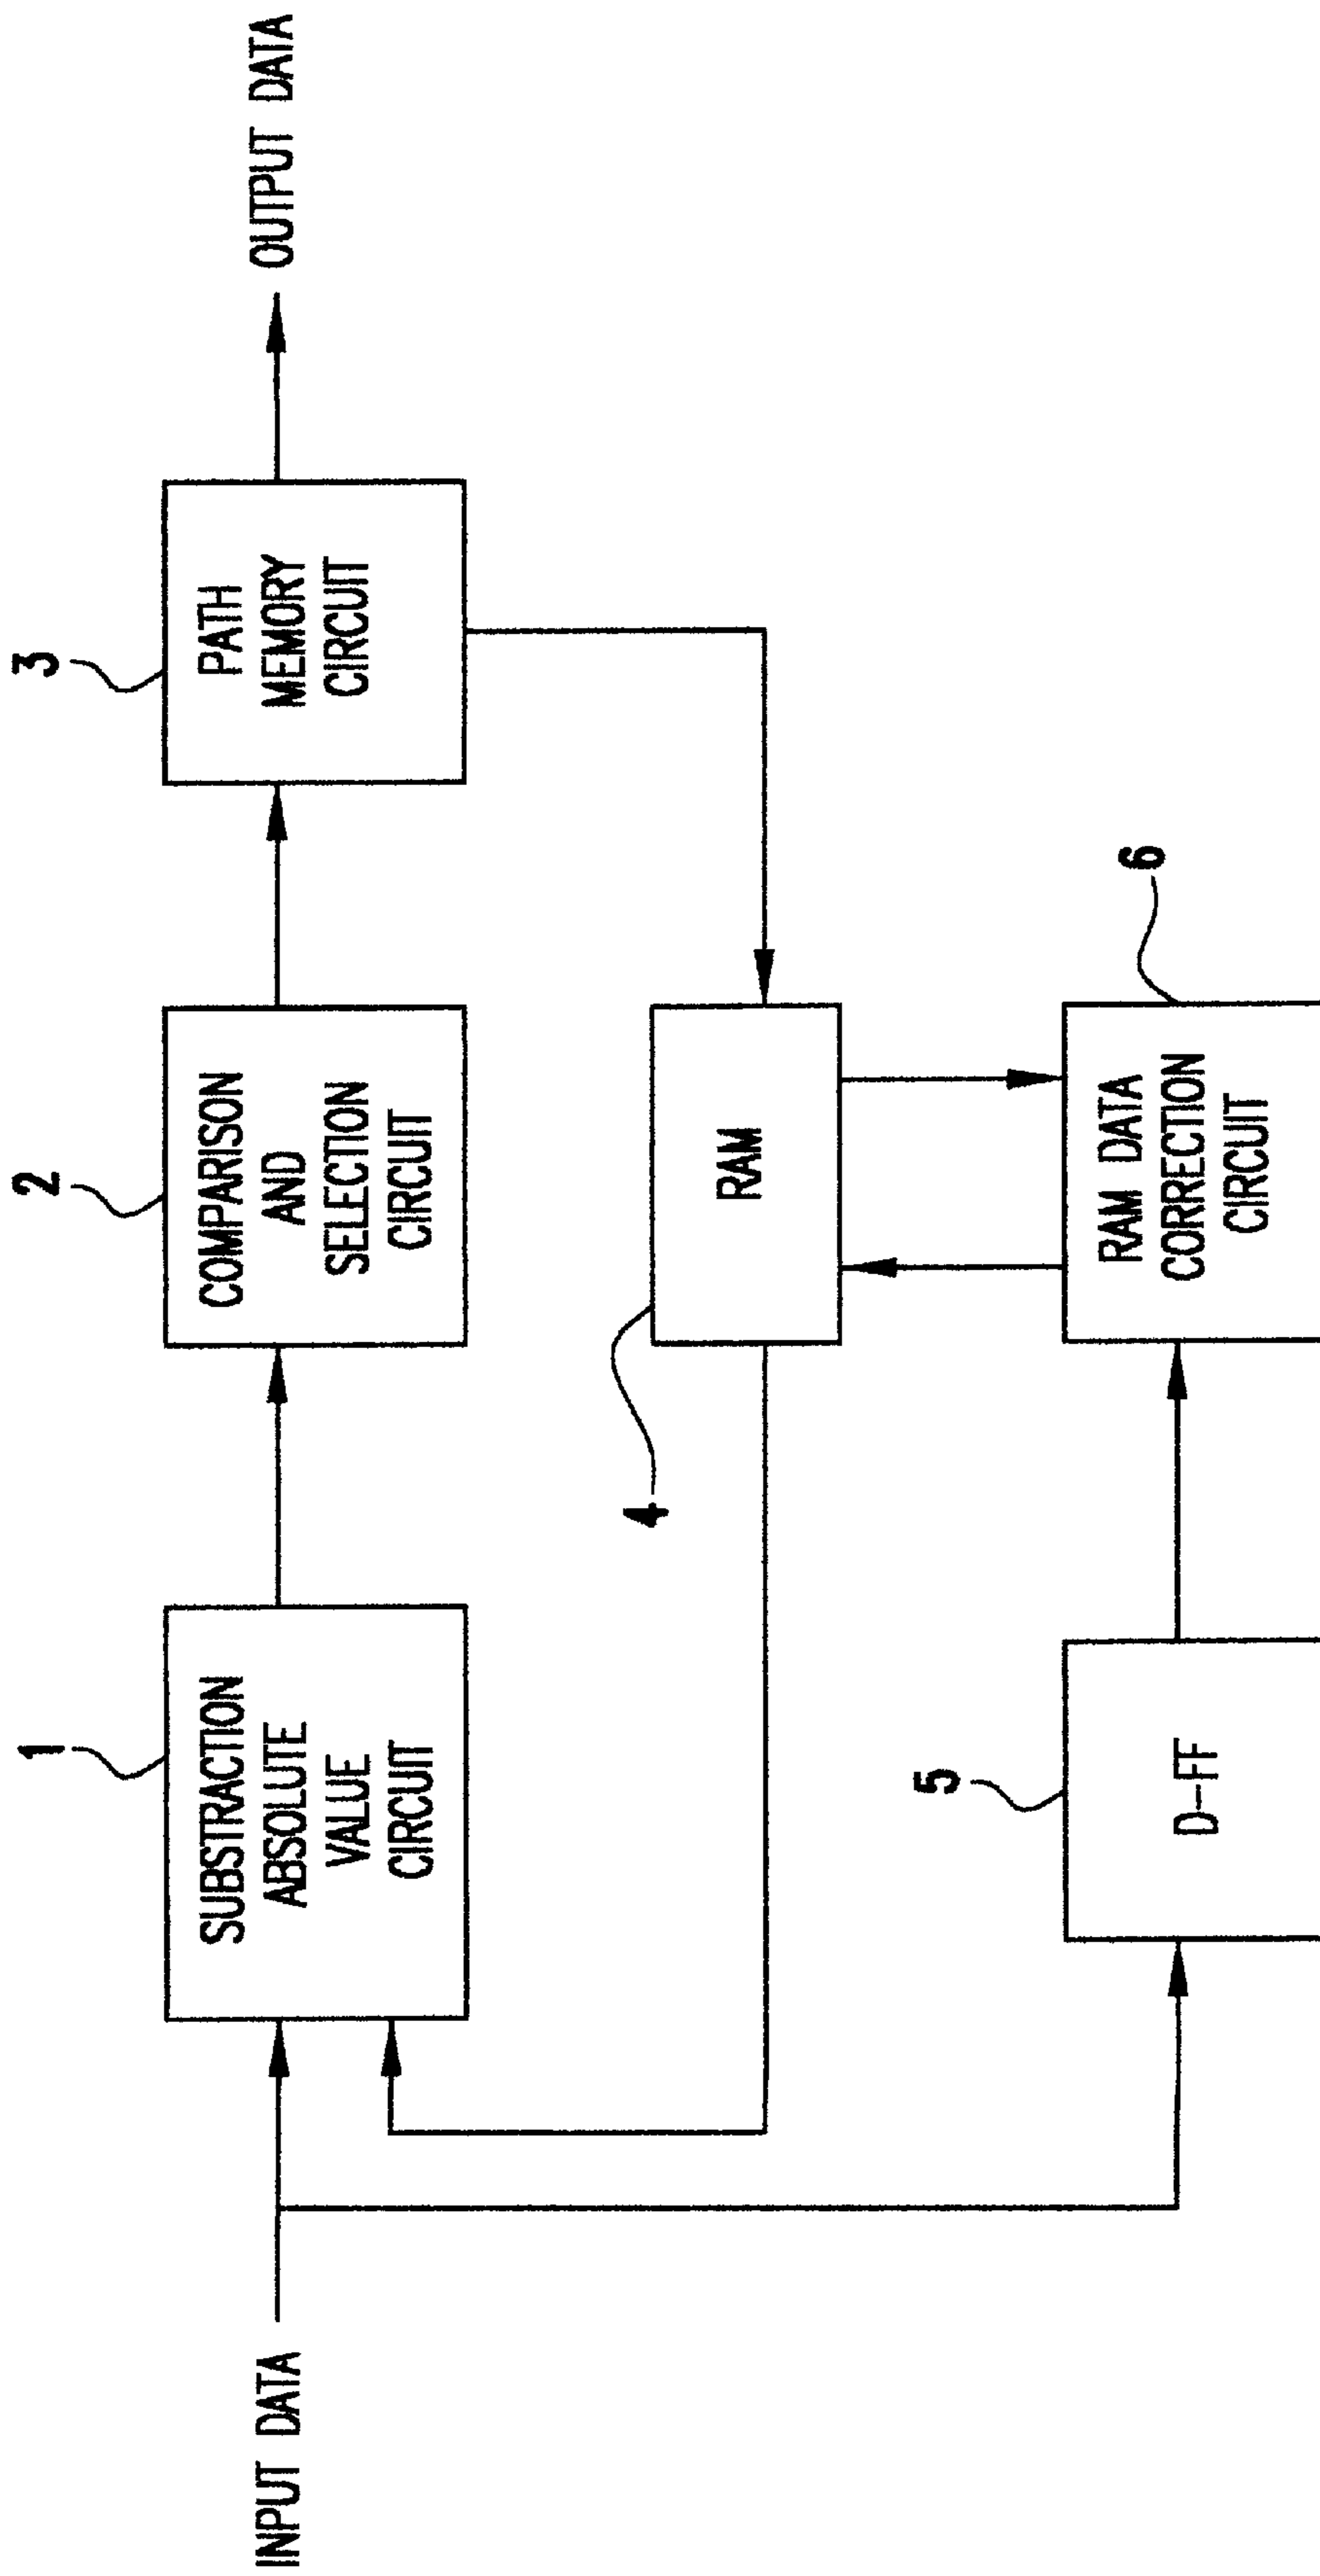 INPUT DATA
1
SUBSTRACTION
ABSOLUTE
VALUE
CIRCUIT
2
COMPARISON
AND
SELECTION
CIRCUIT
3
PATH
MEMORY
CIRCUIT
OUTPUT DATA
4
RAM
5
D-FF
6
RAM DATA
CORRECTION
CIRCUIT